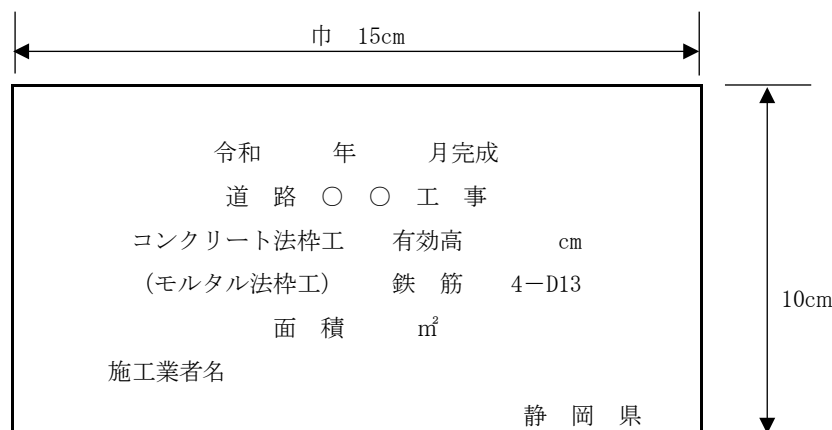 巾 15cm
令和 年 月完成
道 路 ○ ○ 工 事
コンクリート法枠工 有効高 cm
(モルタル法枠工) 鉄 筋 4－D13
面 積 ㎡
10cm
施工業者名
静 岡 県